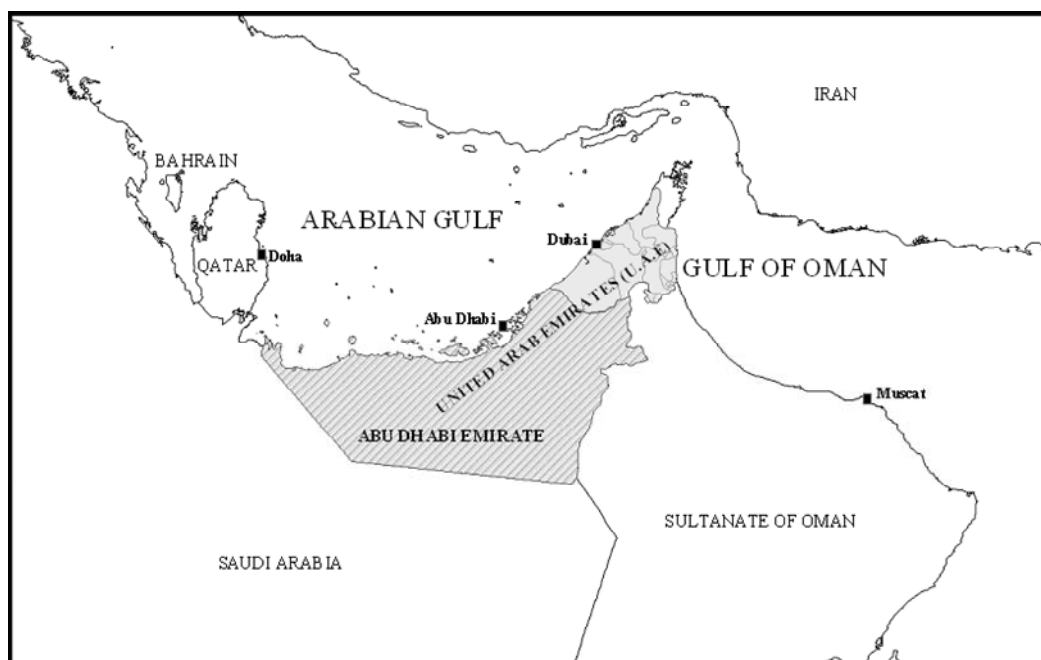 IRAN
BAHRAIN
ARABIAN GULF
Dubai
Doha
QATAR
GULF OF OMAN
UNITED ARAB EMIRATES (U.A.E)
Abu Dhabi
Muscat
ABU DHABI EMIRATE
SULTANATE OF OMAN
SAUDI ARABIA